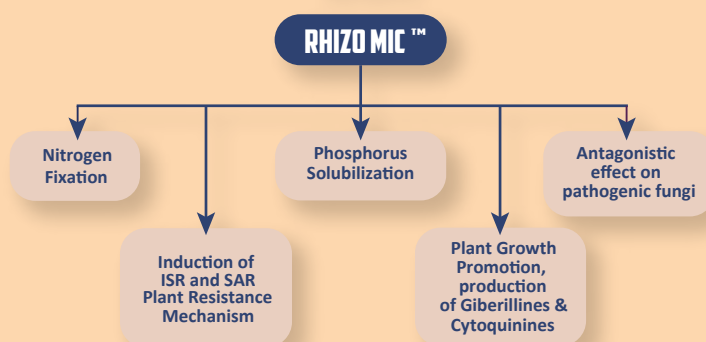 RHIZO MIC ™
Nitrogen
Fixation
Phosphorus
Solubilization
Antagonistic
effect on
pathogenic fungi
Induction of
ISR and SAR
Plant Resistance
Mechanism
Plant Growth
Promotion,
production
of Giberillines &
Cytoquinines